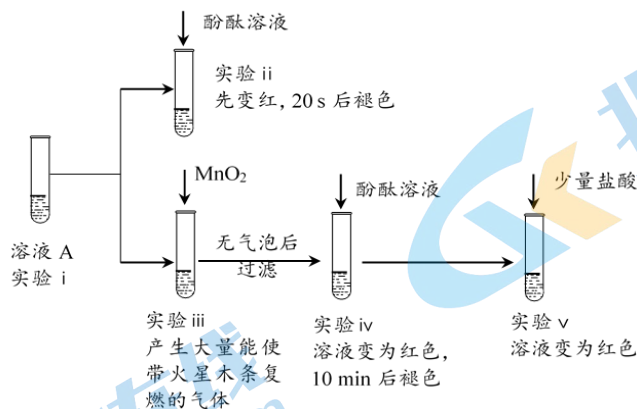 酚酞溶液
实验 ii
先变红，20 s 后褪色
MnO₂
酚酞溶液
少量盐酸
溶液 A
实验 i
无气泡后
过滤
实验 iii
产生大量能使
带火星木条复
燃的气体
实验 iv
溶液变为红色，
10 min 后褪色
实验 v
溶液变为红色